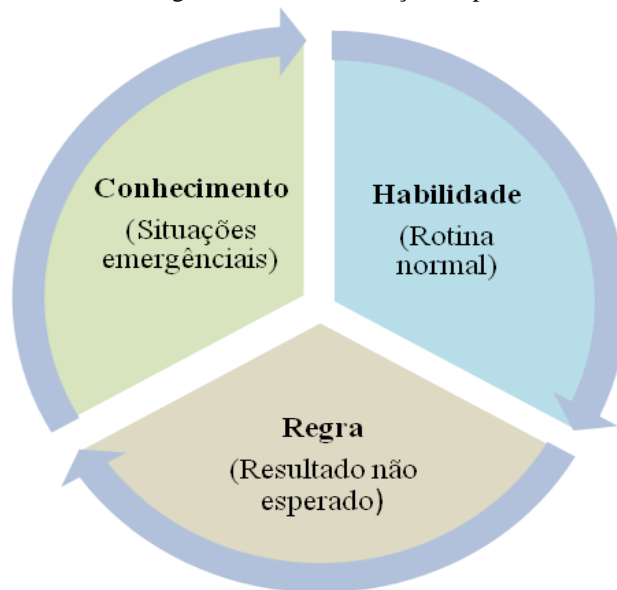 Conhecimento
(Situações
emergênciais)
Habilidade
(Rotina
normal)
Regra
(Resultado não
esperado)